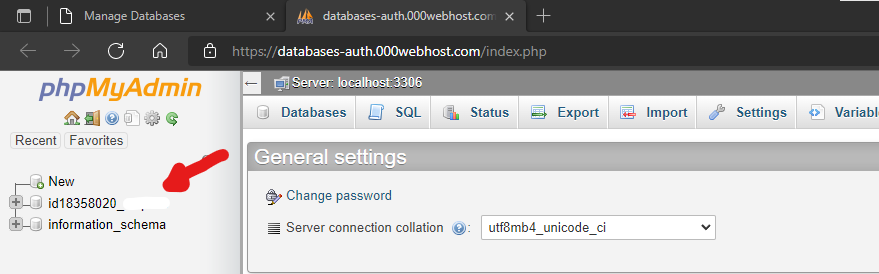 Manage Databases
databases-auth.000webhost.com
https://databases-auth.000webhost.com/index.php
phpMyAdmin
Server: localhost:3306
Databases SQL Status Export Import Settings Variabl
Recent Favorites
General settings
New
Change password
id18358020_
Server connection collation : utf8mb4_unicode_ci
information_schema